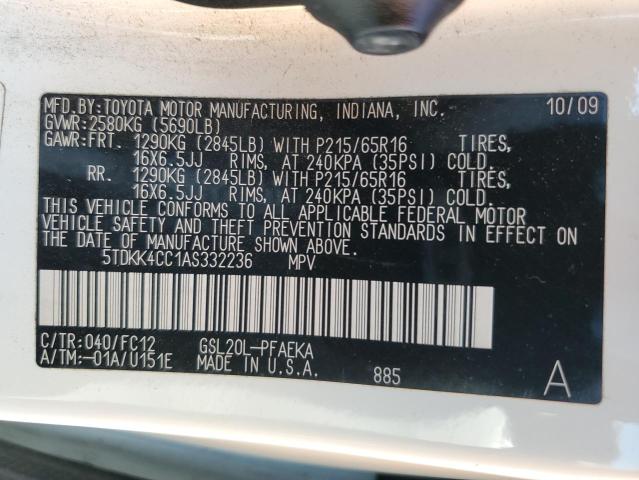 MFD.BY:TOYOTA MOTOR MANUFACTURING, INDIANA, INC. 10/09
GVWR:2580KG (5690LB)
GAWR:FRT. 1290KG (2845LB) WITH P215/65R16 TIRES,
16X6.5JJ RIMS, AT 240KPA (35PSI) COLD.
RR. 1290KG (2845LB) WITH P215/65R16 TIRES,
16X6.5JJ RIMS, AT 240KPA (35PSI) COLD.
THIS VEHICLE CONFORMS TO ALL APPLICABLE FEDERAL MOTOR
VEHICLE SAFETY AND THEFT PREVENTION STANDARDS IN EFFECT ON
THE DATE OF MANUFACTURE SHOWN ABOVE.
5TDKK4CC1AS332236 MPV
C/TR:040/FC12 GSL20L-PFAEKA
A/TM:-01A/U151E MADE IN U.S.A. 885 A